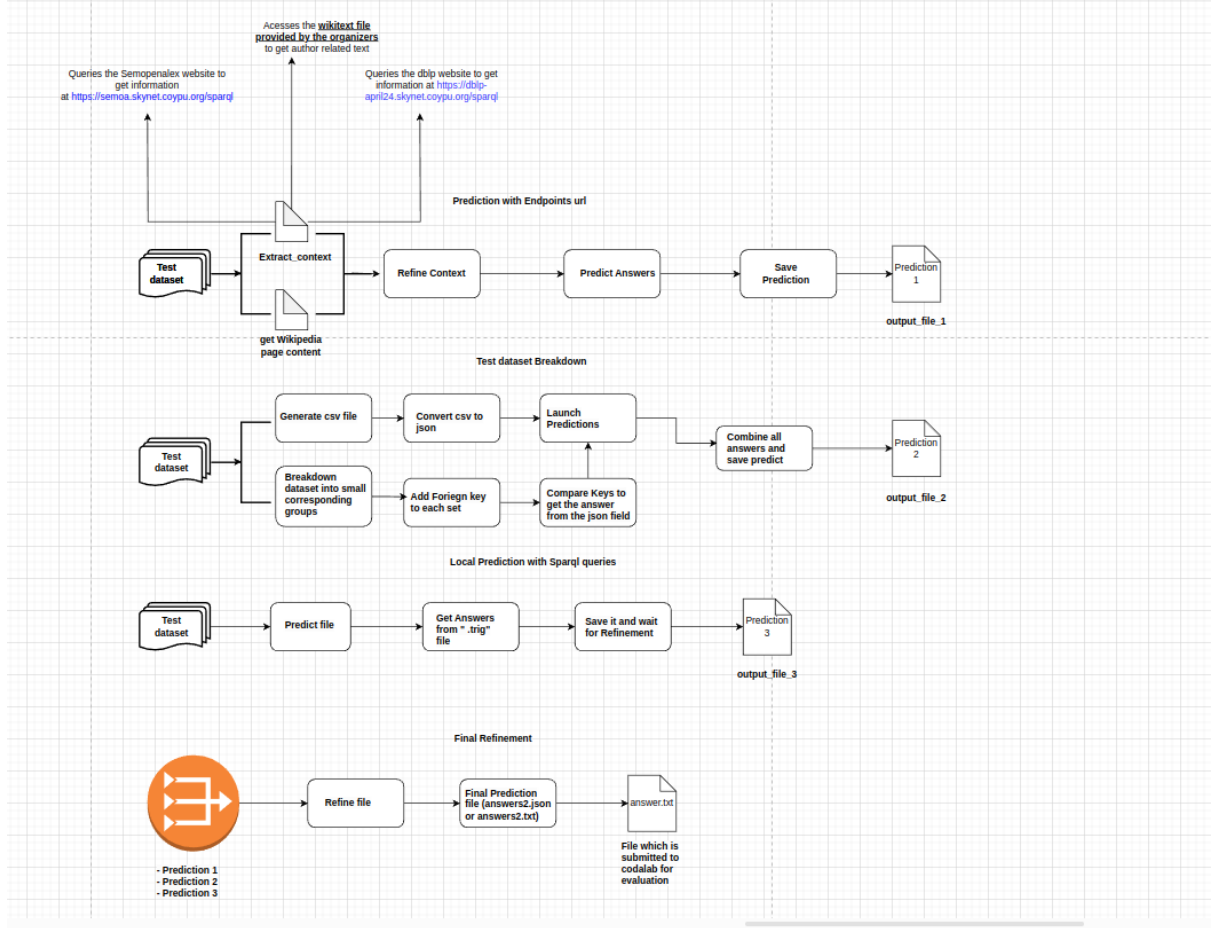 Acesses the wikitext file
provided by the organizers
to get author related text
Queries the Semopenalex website to
get information
at https://semoa.skynet.coypu.org/sparql
Queries the dblp website to get
information at https://dblp-
april24.skynet.coypu.org/sparql
Prediction with Endpoints url
Test
dataset
Extract_context
get Wikipedia
page content
Refine Context
Predict Answers
Save
Prediction
Prediction
1
output_file_1
Test dataset Breakdown
Test
dataset
Generate csv file
Convert csv to
json
Launch
Predictions
Breakdown
dataset into small
corresponding
groups
Add Foriegn key
to each set
Compare Keys to
get the answer
from the json field
Combine all
answers and
save predict
Prediction
2
output_file_2
Local Prediction with Sparql queries
Test
dataset
Predict file
Get Answers
from " .trig"
file
Save it and wait
for Refinement
Prediction
3
output_file_3
Final Refinement
- Prediction 1
- Prediction 2
- Prediction 3
Refine file
Final Prediction
file (answers2.json
or answers2.txt)
answer.txt
File which is
submitted to
codalab for
evaluation